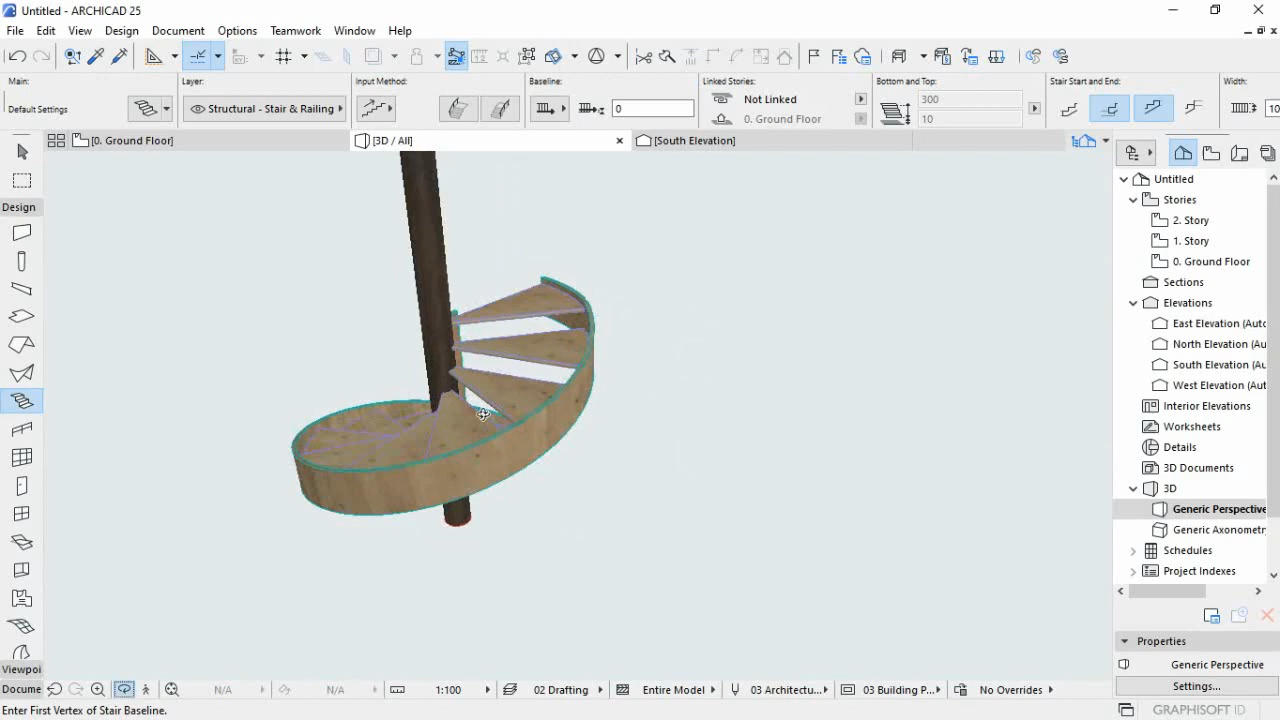 Untitled - ARCHICAD 25
File Edit View Design Document Options Teamwork Window Help
Main: Layer: Input Method: Baseline: Linked Stories: Bottom and Top: Stair Start and End: Width:
Default Settings Structural - Stair & Railing 0 Not Linked 300 10
0. Ground Floor 10
[0. Ground Floor] [3D / All] [South Elevation]
Design
Viewpoi
Docume
Untitled
Stories
2. Story
1. Story
0. Ground Floor
Sections
Elevations
East Elevation (Auto
North Elevation (Au
South Elevation (Au
West Elevation (Aut
Interior Elevations
Worksheets
Details
3D Documents
3D
Generic Perspective
Generic Axonometr
Schedules
Project Indexes
Properties
Generic Perspective
Settings...
N/A N/A 1:100 02 Drafting Entire Model 03 Architectu... 03 Building P... No Overrides
Enter First Vertex of Stair Baseline.
GRAPHISOFT ID